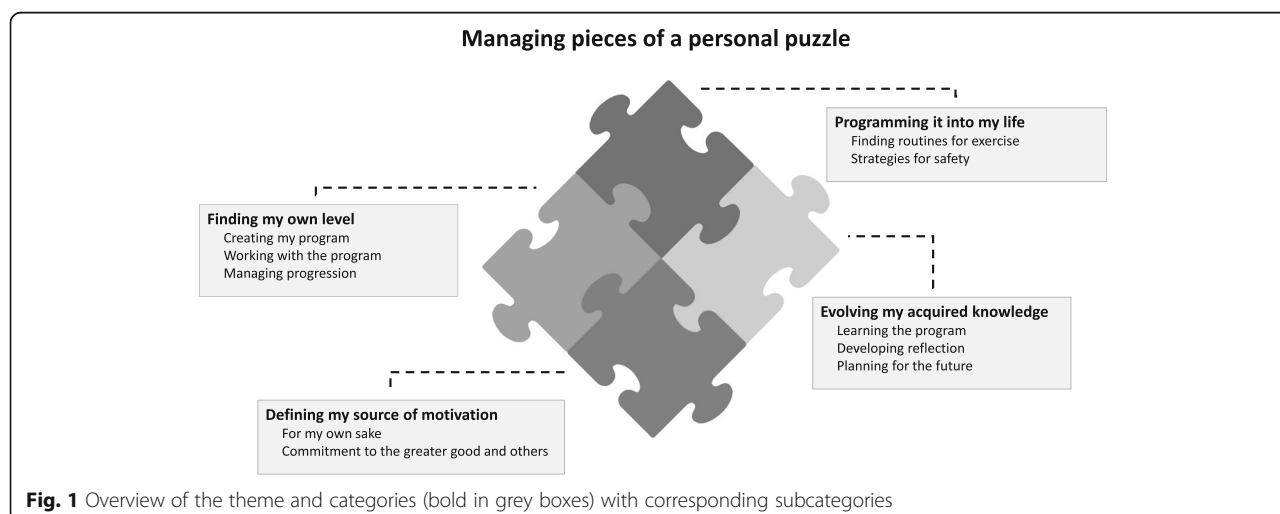 Managing pieces of a personal puzzle
Programming it into my life
Finding routines for exercise
Strategies for safety
Finding my own level
Creating my program
Working with the program
Managing progression
Evolving my acquired knowledge
Learning the program
Developing reflection
Planning for the future
Defining my source of motivation
For my own sake
Commitment to the greater good and others
Fig. 1 Overview of the theme and categories (bold in grey boxes) with corresponding subcategories